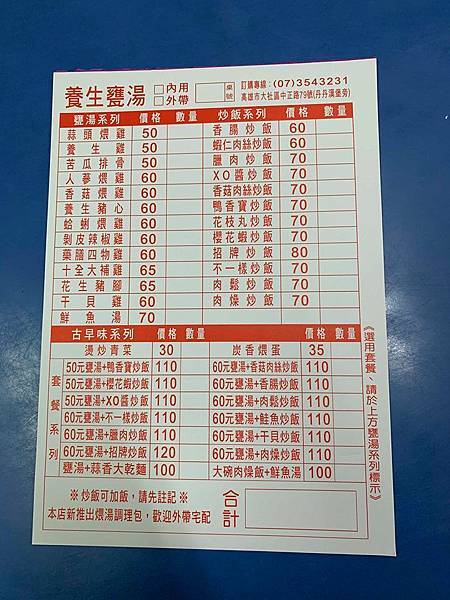 養生甕湯 □內用 □外帶 桌號 訂購專線:(07)3543231
高雄市大社區中正路79號(丹丹漢堡旁)
甕湯系列 價格 數量 炒飯系列 價格 數量
蒜頭煨雞 50 香腸炒飯 60
養生雞 50 蝦仁肉絲炒飯 60
苦瓜排骨 50 臘肉炒飯 70
人蔘煨雞 60 XO醬炒飯 70
香菇煨雞 60 香菇肉絲炒飯 70
養生豬心 60 鴨香寶炒飯 70
蛤蜊煨雞 60 花枝丸炒飯 70
剝皮辣椒雞 60 櫻花蝦炒飯 70
藥膳四物雞 60 招牌炒飯 80
十全大補雞 65 不一樣炒飯 70
花生豬腳 65 肉鬆炒飯 70
干貝雞 60 肉燥炒飯 70
鮮魚湯 70
古早味系列 價格 數量 價格 數量
燙炒青菜 30 炭香煨蛋 35
套餐系列
50元甕湯+鴨香寶炒飯 110 60元甕湯+香菇肉絲炒飯 110
50元甕湯+櫻花蝦炒飯 110 60元甕湯+香腸炒飯 110
50元甕湯+XO醬炒飯 110 60元甕湯+肉鬆炒飯 110
60元甕湯+不一樣炒飯 110 60元甕湯+鮭魚炒飯 110
60元甕湯+臘肉炒飯 110 60元甕湯+干貝炒飯 110
60元甕湯+招牌炒飯 120 60元甕湯+肉燥炒飯 110
甕湯+蒜香大乾麵 100 大碗肉燥飯+鮮魚湯 100
《選用套餐、請於上方甕湯系列標示》
※炒飯可加飯,請先註記※
本店新推出煨湯調理包,歡迎外帶宅配
合計